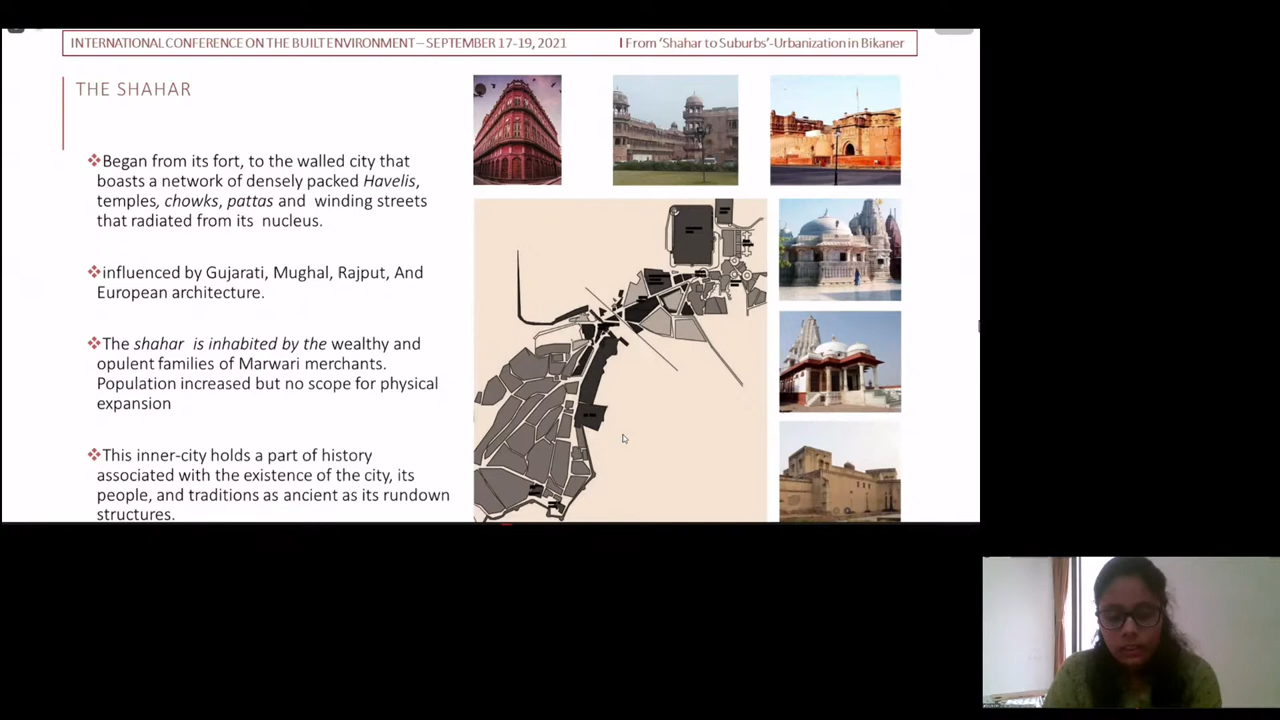 INTERNATIONAL CONFERENCE ON THE BUILT ENVIRONMENT – SEPTEMBER 17-19, 2021
I From 'Shahar to Suburbs'-Urbanization in Bikaner
THE SHAHAR
❖Began from its fort, to the walled city that
boasts a network of densely packed Havelis,
temples, chowks, pattas and winding streets
that radiated from its nucleus.
❖influenced by Gujarati, Mughal, Rajput, And
European architecture.
❖The shahar is inhabited by the wealthy and
opulent families of Marwari merchants.
Population increased but no scope for physical
expansion
❖This inner-city holds a part of history
associated with the existence of the city, its
people, and traditions as ancient as its rundown
structures.